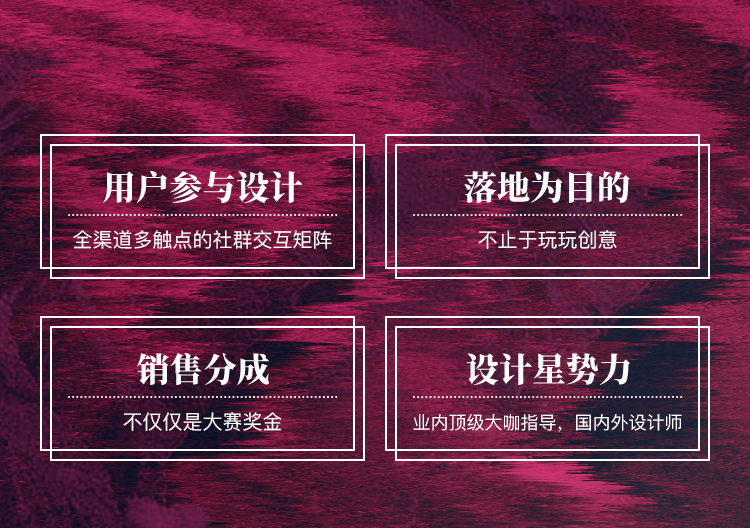 用户参与设计
全渠道多触点的社群交互矩阵
落地为目的
不止于玩玩创意
销售分成
不仅仅是大赛奖金
设计星势力
业内顶级大咖指导，国内外设计师